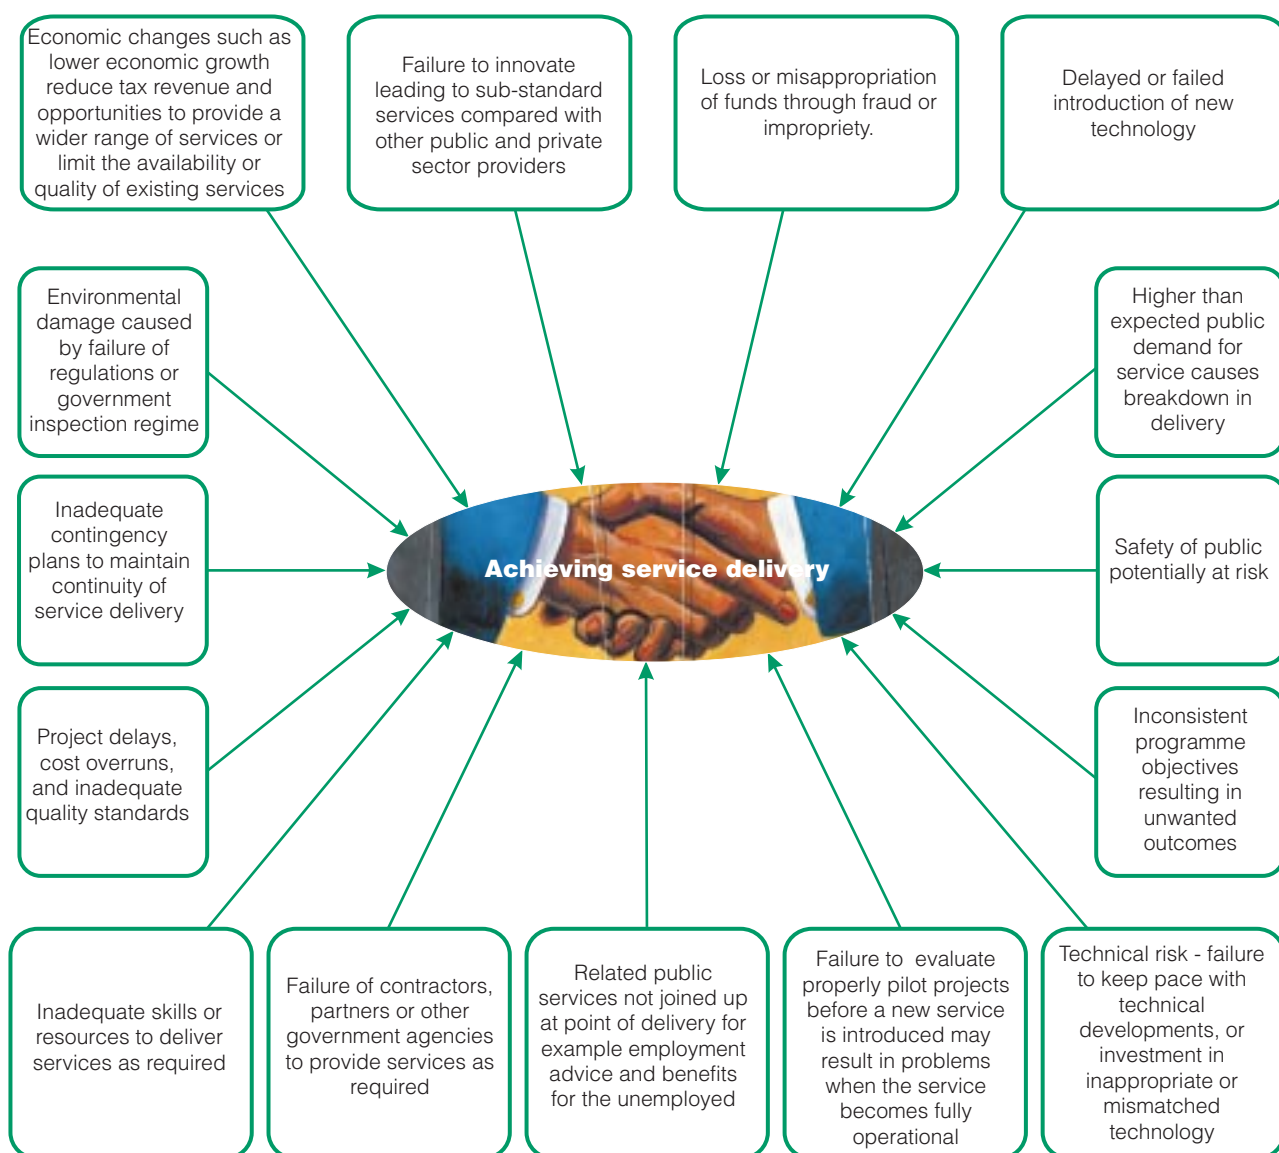 Economic changes such as
lower economic growth
reduce tax revenue and
opportunities to provide a
wider range of services or
limit the availability or
quality of existing services
Failure to innovate
leading to sub-standard
services compared with
other public and private
sector providers
Loss or misappropriation
of funds through fraud or
impropriety.
Delayed or failed
introduction of new
technology
Environmental
damage caused
by failure of
regulations or
government
inspection regime
Higher than
expected public
demand for
service causes
breakdown in
delivery
Inadequate
contingency
plans to maintain
continuity of
service delivery
Achieving service delivery
Safety of public
potentially at risk
Project delays,
cost overruns,
and inadequate
quality standards
Inconsistent
programme
objectives
resulting in
unwanted
outcomes
Inadequate skills or
resources to deliver
services as required
Failure of contractors,
partners or other
government agencies
to provide services as
required
Related public
services not joined up
at point of delivery for
example employment
advice and benefits
for the unemployed
Failure to evaluate
properly pilot projects
before a new service
is introduced may
result in problems
when the service
becomes fully
operational
Technical risk - failure
to keep pace with
technical
developments, or
investment in
inappropriate or
mismatched
technology